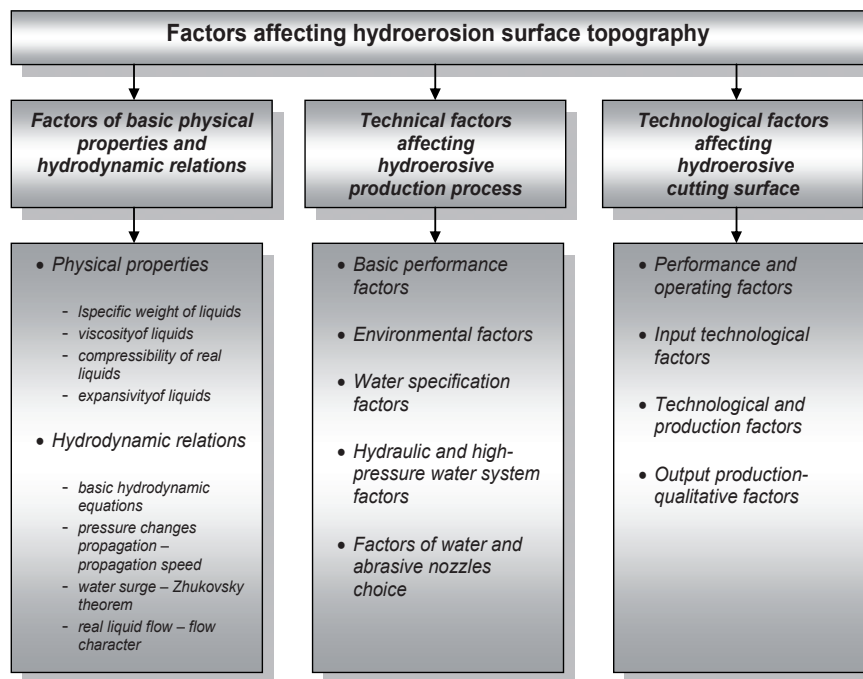 Factors affecting hydroerosion surface topography
Factors of basic physical
properties and
hydrodynamic relations
Technical factors
affecting
hydroerosive
production process
Technological factors
affecting
hydroerosive
cutting surface
• Physical properties
- lspecific weight of liquids
- viscosityof liquids
- compressibility of real
liquids
- expansivityof liquids
• Hydrodynamic relations
- basic hydrodynamic
equations
- pressure changes
propagation –
propagation speed
- water surge – Zhukovsky
theorem
- real liquid flow – flow
character
• Basic performance
factors
• Environmental factors
• Water specification
factors
• Hydraulic and high-
pressure water system
factors
• Factors of water and
abrasive nozzles
choice
• Performance and
operating factors
• Input technological
factors
• Technological and
production factors
• Output production-
qualitative factors